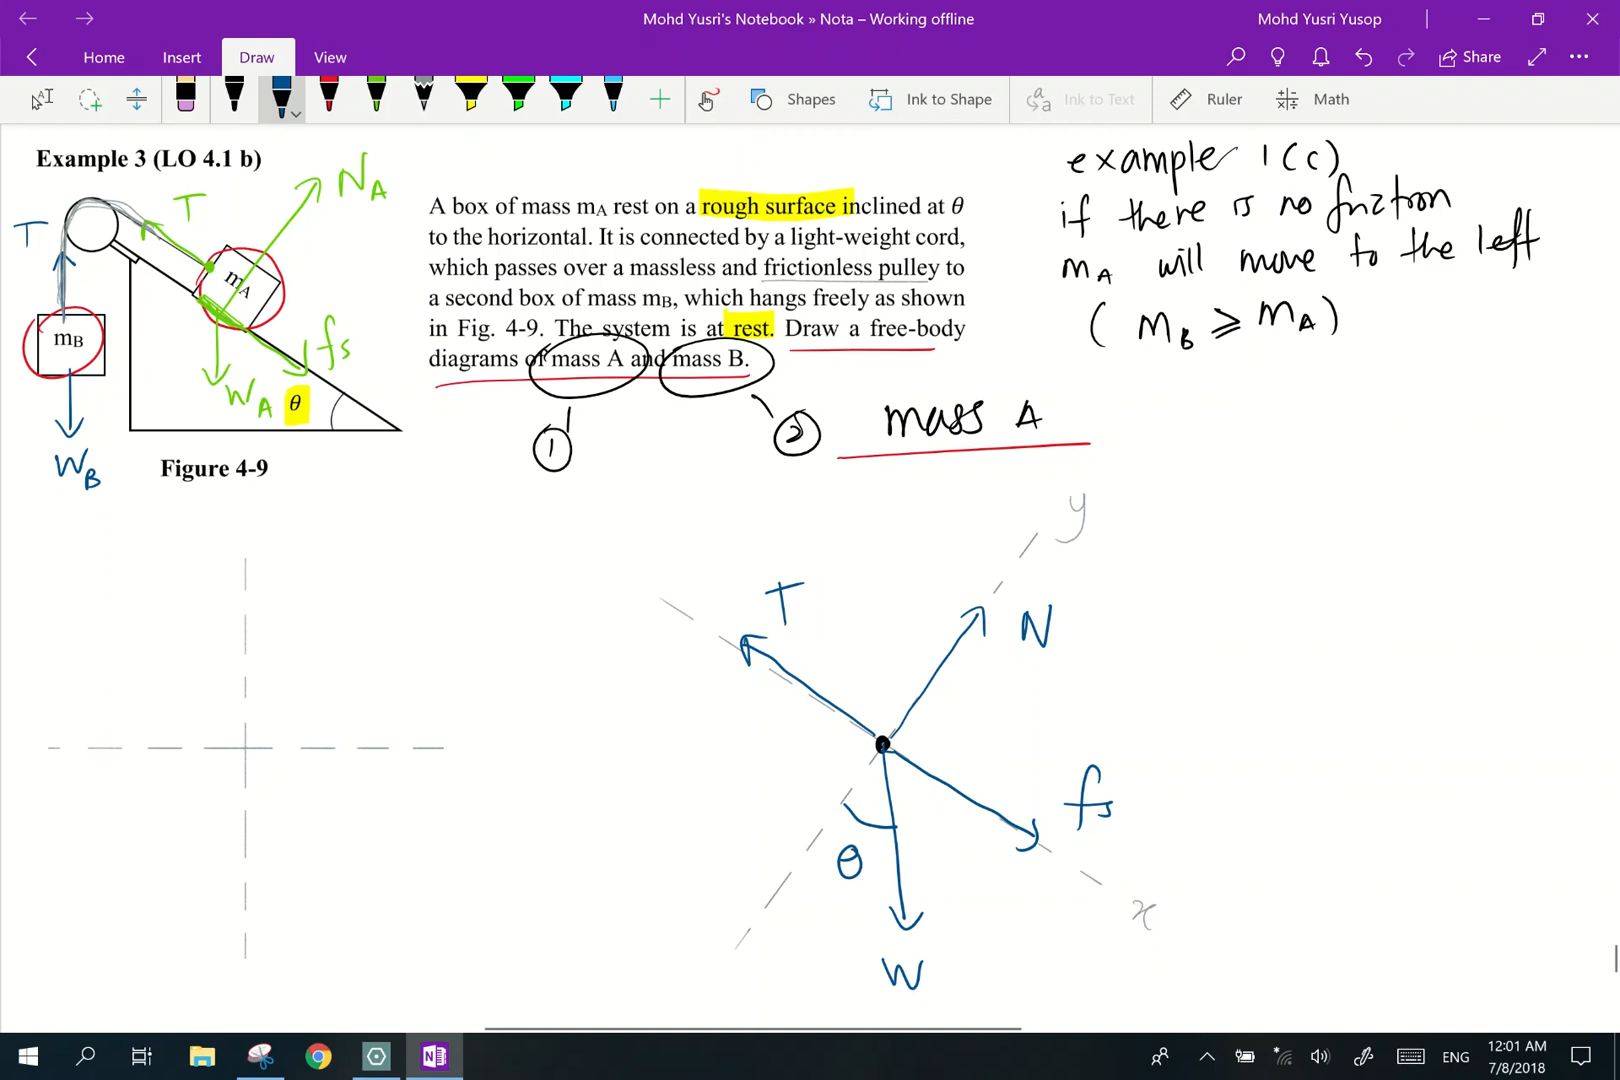 Mohd Yusri's Notebook » Nota – Working offline
Mohd Yusri Yusop
Home Insert Draw View
Share
Shapes Ink to Shape Ink to Text Ruler Math
Example 3 (LO 4.1 b)
A box of mass mA rest on a rough surface inclined at θ
to the horizontal. It is connected by a light-weight cord,
which passes over a massless and frictionless pulley to
a second box of mass mB, which hangs freely as shown
in Fig. 4-9. The system is at rest. Draw a free-body
diagrams of mass A and mass B.
example 1(c)
if there is no friction
mA will move to the left
(mB ⩾ mA)
T
T
NA
mA
mB
fs
WA
θ
WB
Figure 4-9
1
2
mass A
y
T
N
fs
θ
x
W
ENG
12:01 AM
7/8/2018